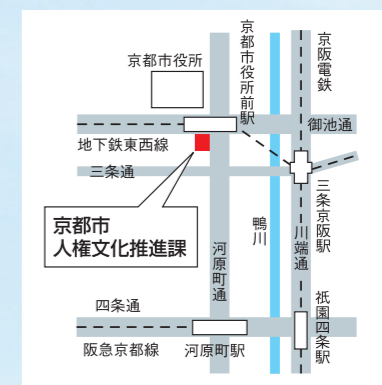 京都市役所
京都市役所前駅
京阪電鉄
御池通
地下鉄東西線
三条通
三条京阪駅
京都市
人権文化推進課
河原町通
鴨川
川端通
四条通
祇園四条駅
阪急京都線
河原町駅